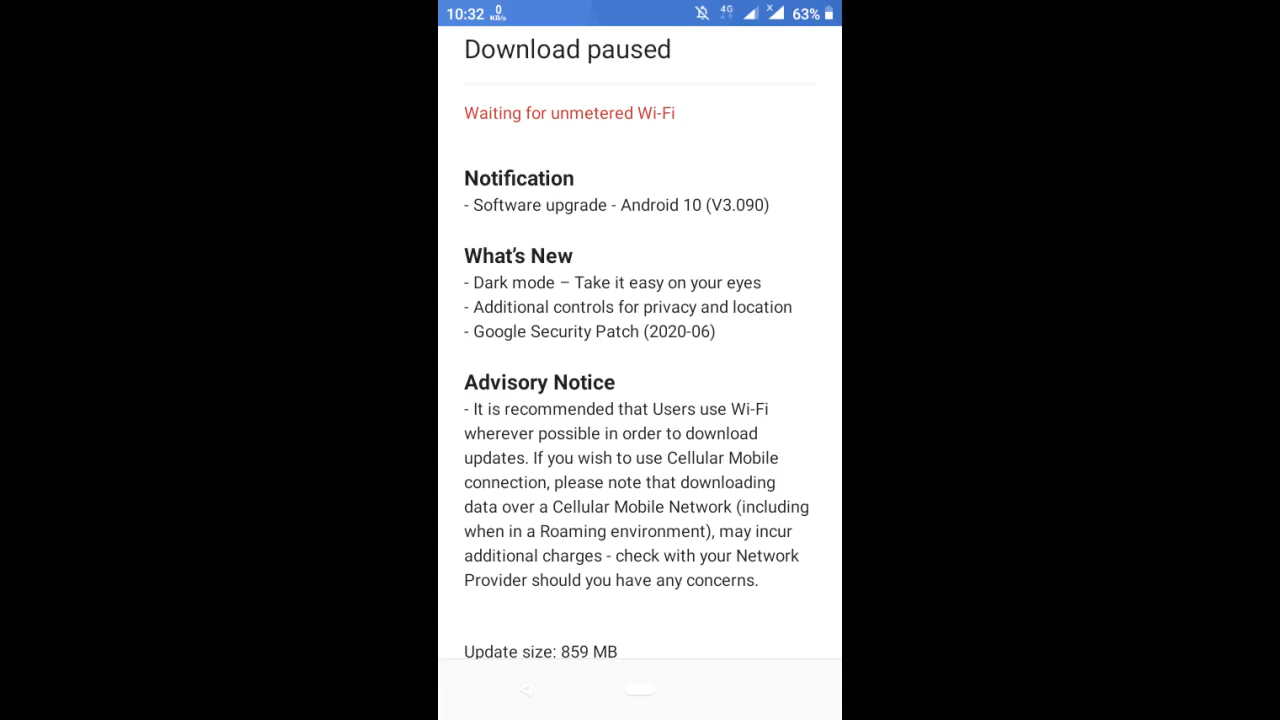 10:32 0 KB/s 4G 63%
Download paused
Waiting for unmetered Wi-Fi
Notification
- Software upgrade - Android 10 (V3.090)
What’s New
- Dark mode – Take it easy on your eyes
- Additional controls for privacy and location
- Google Security Patch (2020-06)
Advisory Notice
- It is recommended that Users use Wi-Fi
wherever possible in order to download
updates. If you wish to use Cellular Mobile
connection, please note that downloading
data over a Cellular Mobile Network (including
when in a Roaming environment), may incur
additional charges - check with your Network
Provider should you have any concerns.
Update size: 859 MB